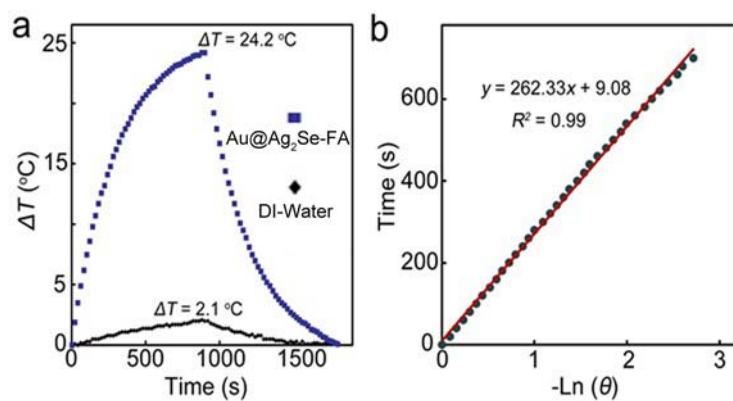 a
ΔT = 24.2 °C
25
15
5
0
ΔT (°C)
Au@Ag₂Se-FA
DI-Water
ΔT = 2.1 °C
0 500 1000 1500
Time (s)
b
y = 262.33x + 9.08
R² = 0.99
600
400
200
0
Time (s)
0 1 2 3
-Ln (θ)